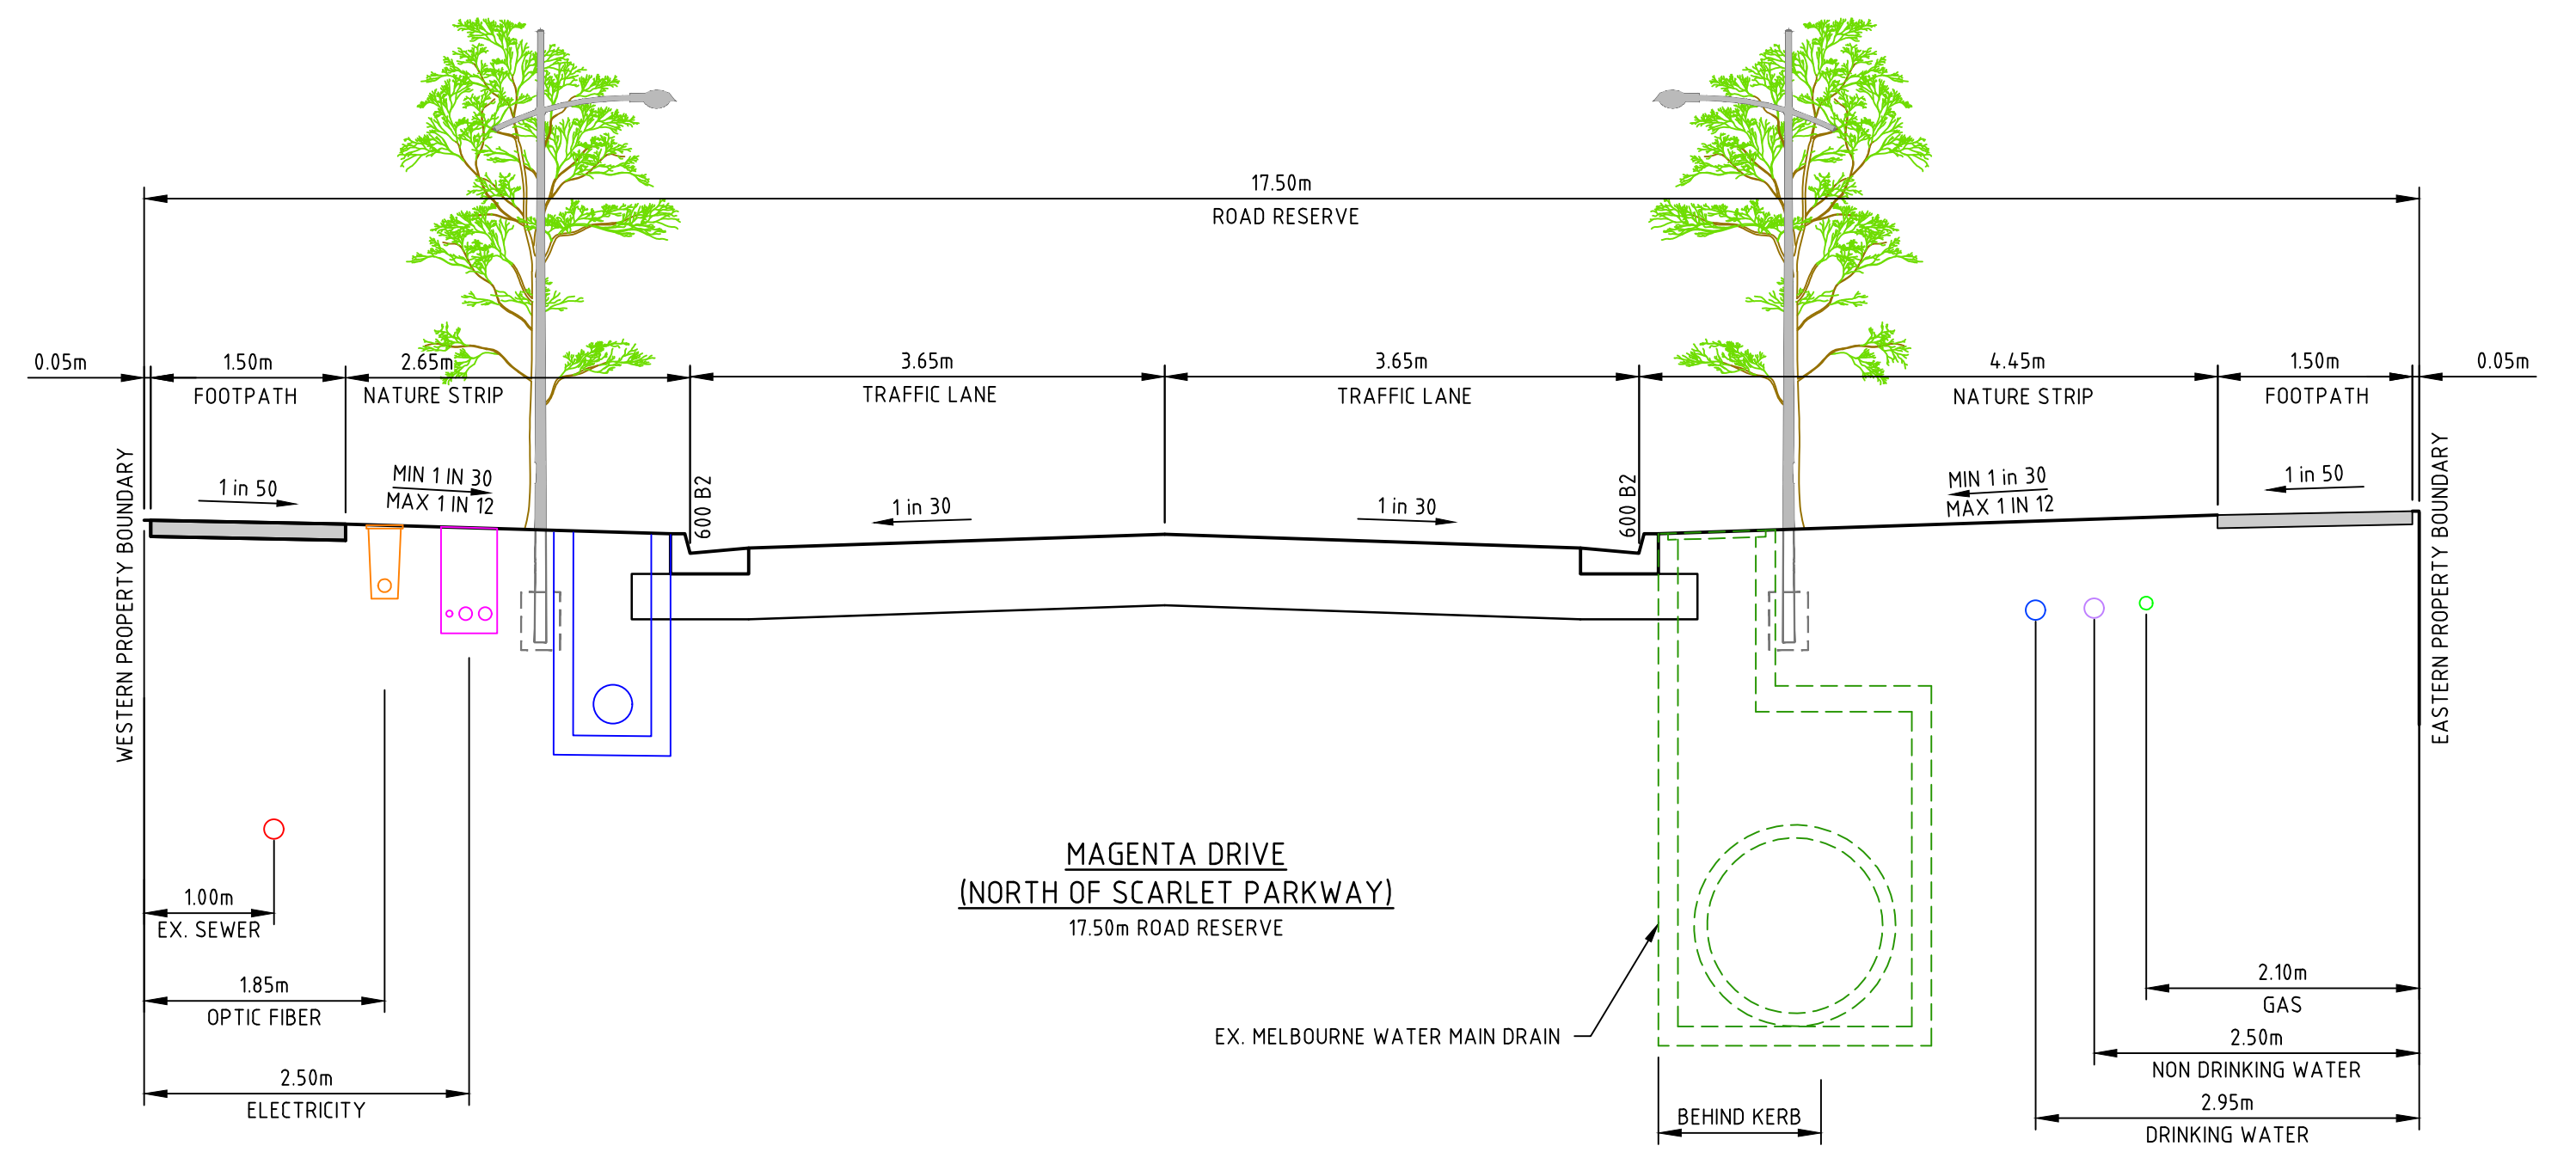 17.50m
ROAD RESERVE
0.05m
1.50m
FOOTPATH
2.65m
NATURE STRIP
3.65m
TRAFFIC LANE
3.65m
TRAFFIC LANE
4.45m
NATURE STRIP
1.50m
FOOTPATH
0.05m
WESTERN PROPERTY BOUNDARY
1 in 50
MIN 1 IN 30
MAX 1 IN 12
600 B2
1 in 30
1 in 30
600 B2
MIN 1 in 30
MAX 1 IN 12
1 in 50
EASTERN PROPERTY BOUNDARY
1.00m
EX. SEWER
1.85m
OPTIC FIBER
2.50m
ELECTRICITY
MAGENTA DRIVE
(NORTH OF SCARLET PARKWAY)
17.50m ROAD RESERVE
EX. MELBOURNE WATER MAIN DRAIN
BEHIND KERB
2.10m
GAS
2.50m
NON DRINKING WATER
2.95m
DRINKING WATER